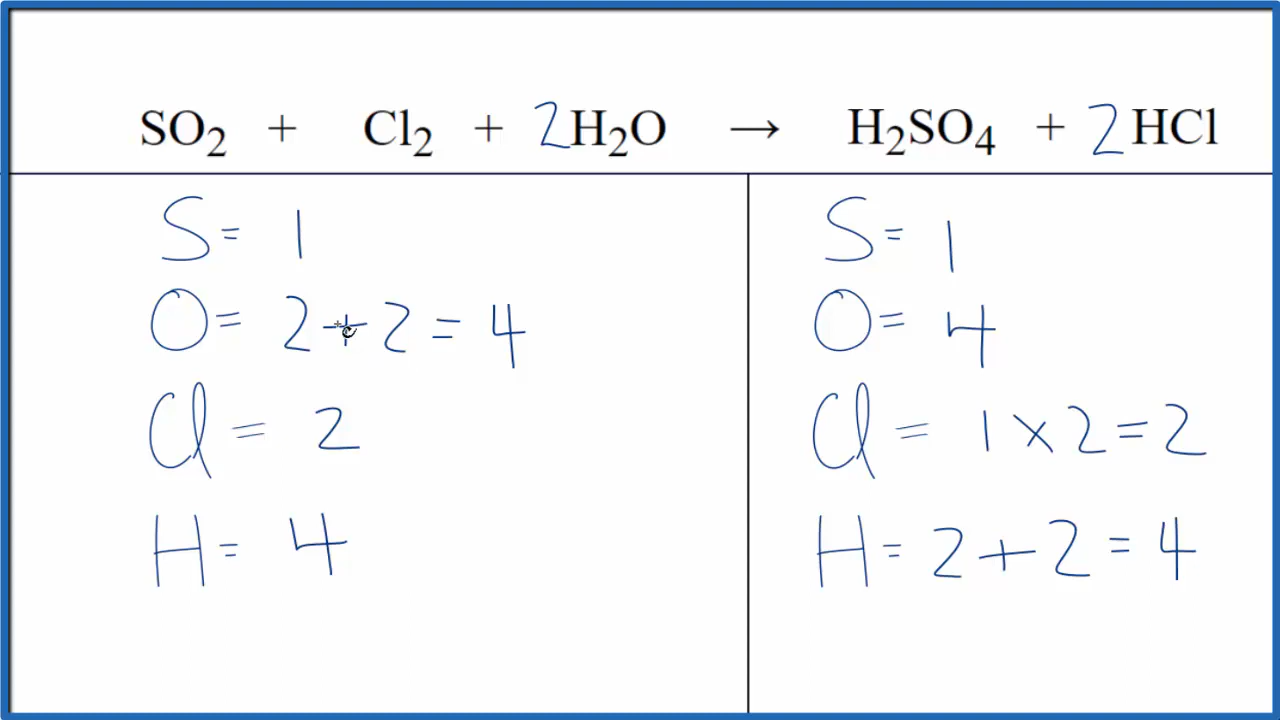 SO₂ + Cl₂ + 2H₂O → H₂SO₄ + 2HCl
S = 1
O = 2 + 2 = 4
Cl = 2
H = 4
S = 1
O = 4
Cl = 1 × 2 = 2
H = 2 + 2 = 4